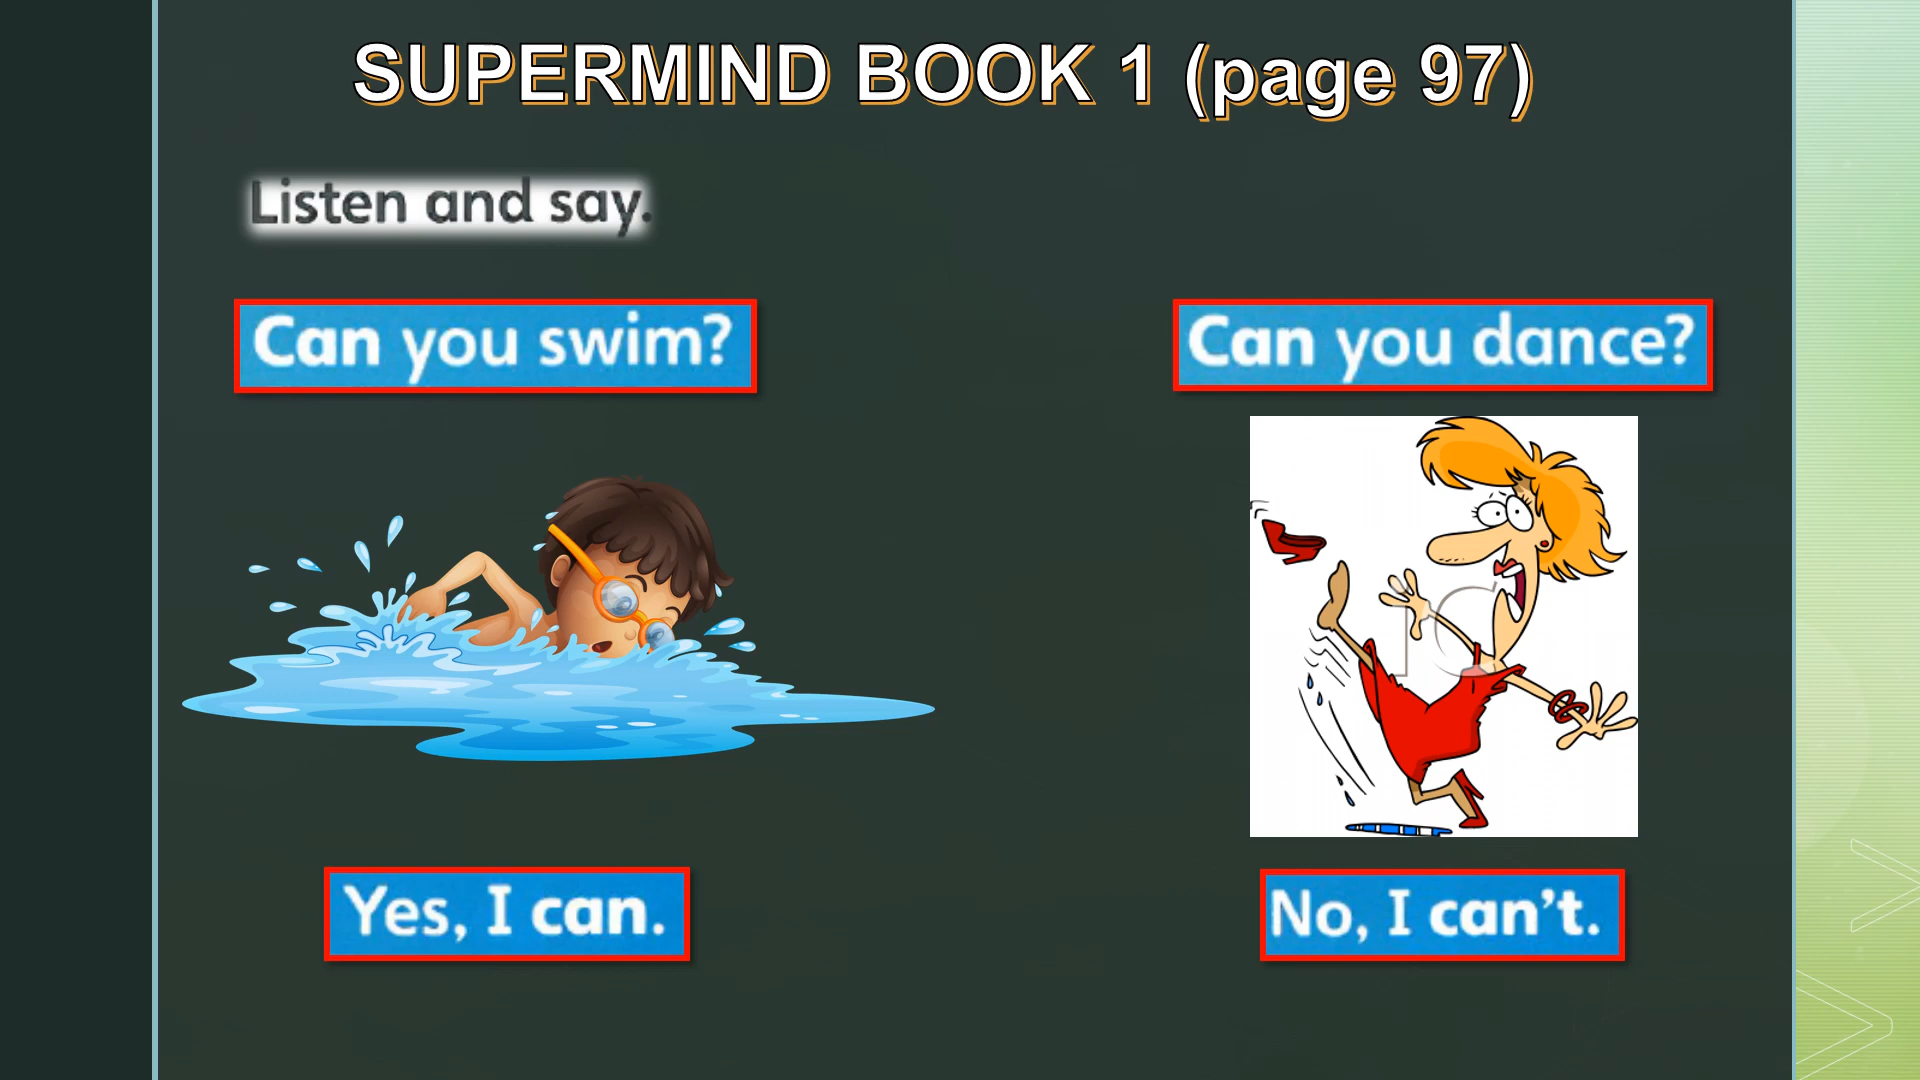 SUPERMIND BOOK 1 (page 97)
Listen and say.
Can you swim?
Can you dance?
Yes, I can.
No, I can't.